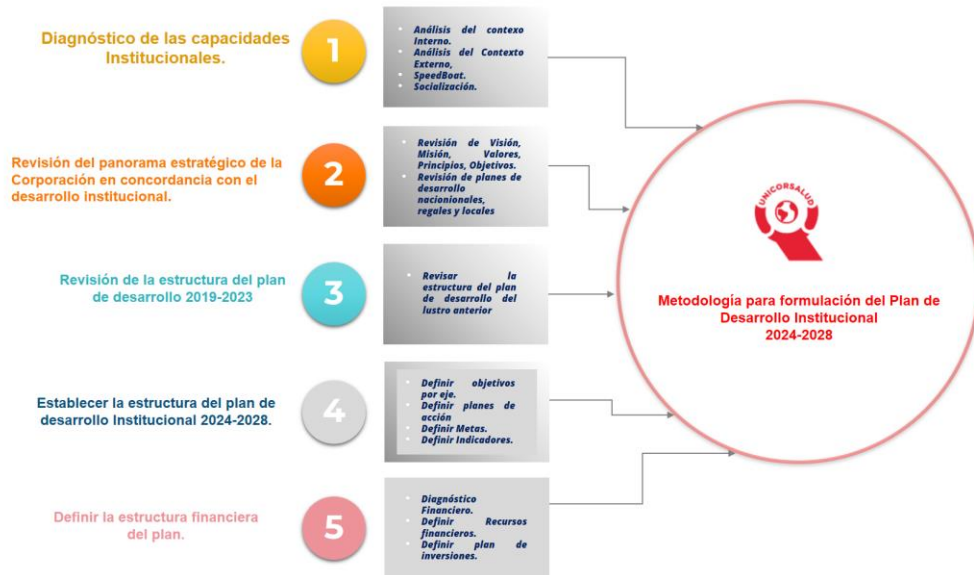 Diagnóstico de las capacidades
Institucionales.
1
Análisis del contexo
Interno.
Análisis del Contexto
Externo,
SpeedBoat.
Socialización.
Revisión del panorama estratégico de la
Corporación en concordancia con el
desarrollo institucional.
2
Revisión de Visión,
Misión, Valores,
Principios, Objetivos.
Revisión de planes de
desarrollo
nacionionales,
regales y locales
Revisión de la estructura del plan
de desarrollo 2019-2023
3
Revisar la
estructura del plan
de desarrollo del
lustro anterior
Establecer la estructura del plan de
desarrollo Institucional 2024-2028.
4
Definir objetivos
por eje.
Definir planes de
acción
Definir Metas.
Definir Indicadores.
Definir la estructura financiera
del plan.
5
Diagnóstico
Financiero.
Definir Recursos
financieros.
Definir plan de
inversiones.
UNICORSALUD
Metodología para formulación del Plan de
Desarrollo Institucional
2024-2028